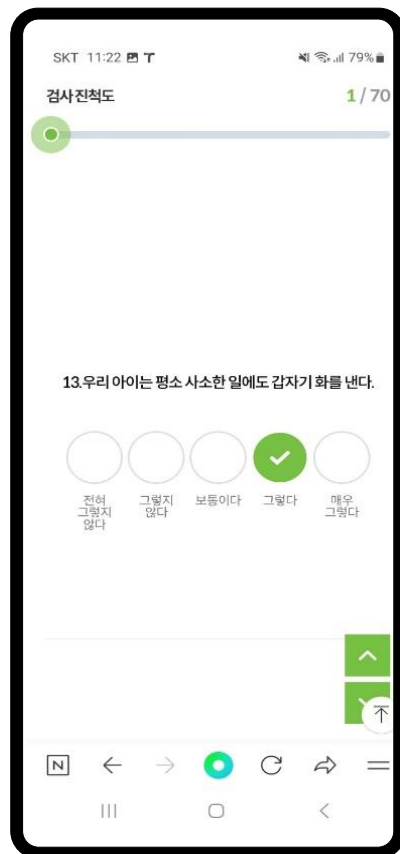 SKT 11:22 79%
검사진척도 1 / 70
13.우리 아이는 평소 사소한 일에도 갑자기 화를 낸다.
전혀
그렇지
않다
그렇지
않다
보통이다
그렇다
매우
그렇다
N